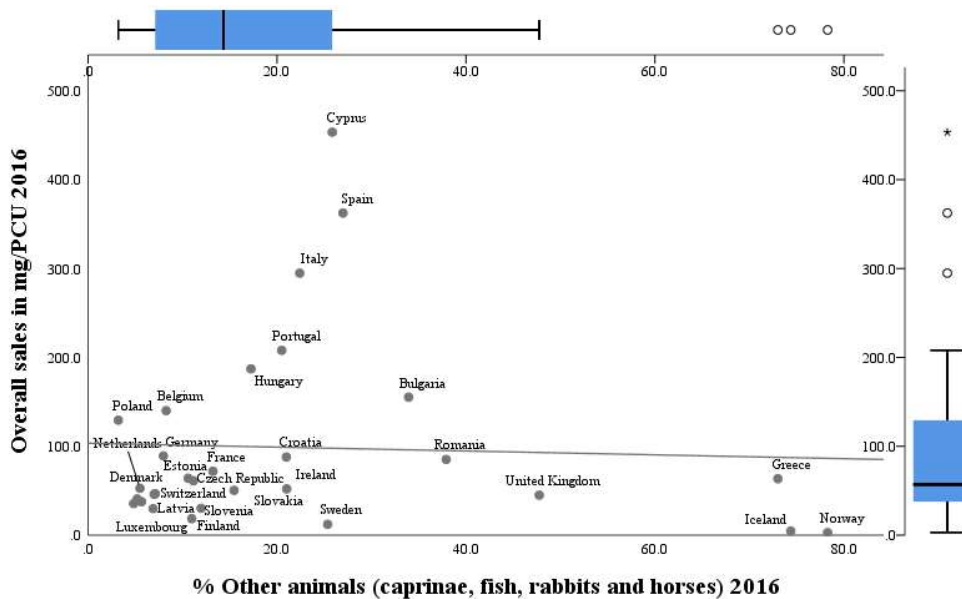 .0 20.0 40.0 60.0 80.0
500.0 500.0
Cyprus
400.0 400.0
Spain
300.0 Italy 300.0
Portugal
200.0 200.0
Hungary
Bulgaria
Belgium
Poland
100.0 Netherlands Germany Croatia Romania 100.0
France
Estonia Greece
Denmark Czech Republic Ireland
United Kingdom
Switzerland Slovakia
Latvia Slovenia Sweden
Iceland Norway
Luxembourg Finland
.0 .0
.0 20.0 40.0 60.0 80.0
Overall sales in mg/PCU 2016
% Other animals (caprinae, fish, rabbits and horses) 2016